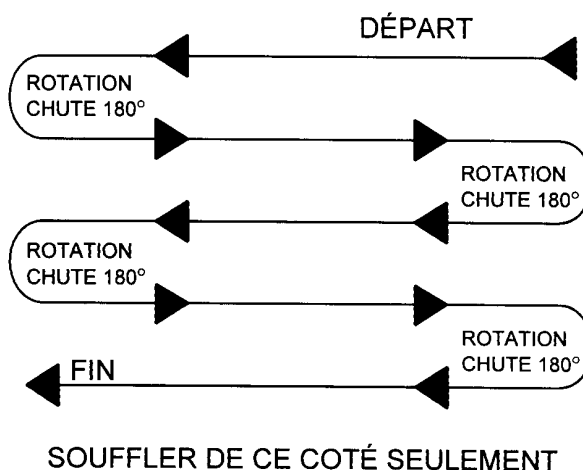 DÉPART
ROTATION
CHUTE 180°
ROTATION
CHUTE 180°
ROTATION
CHUTE 180°
ROTATION
CHUTE 180°
FIN
SOUFFLER DE CE COTÉ SEULEMENT